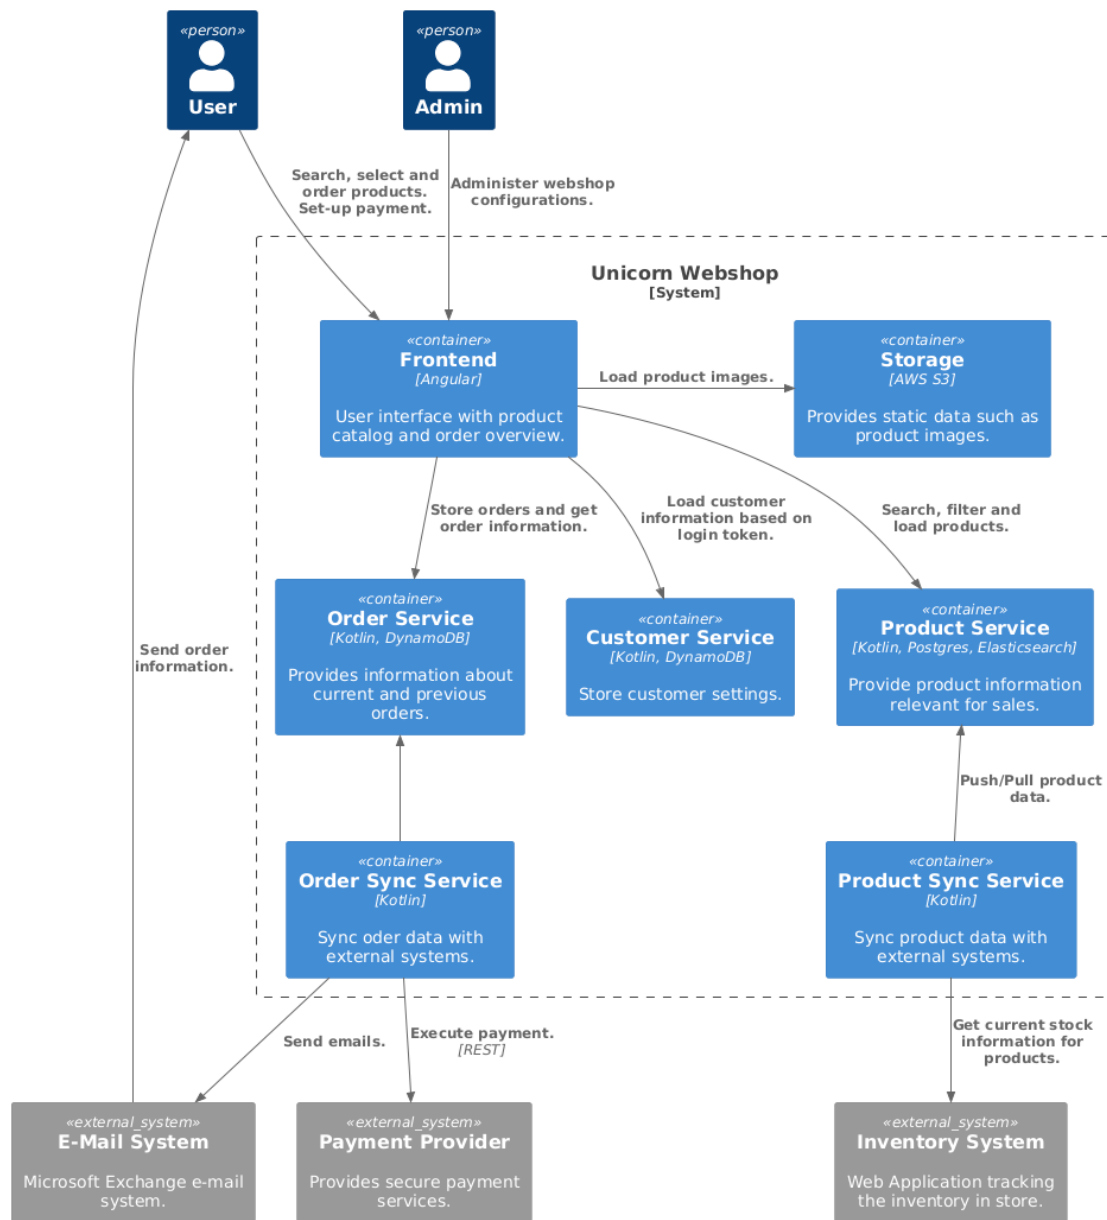 «person»
User
«person»
Admin
Search, select and
order products.
Set-up payment.
Administer webshop
configurations.
Unicorn Webshop
[System]
«container»
Frontend
[Angular]
User interface with product
catalog and order overview.
Load product images.
«container»
Storage
[AWS S3]
Provides static data such as
product images.
Store orders and get
order information.
Load customer
information based on
login token.
Search, filter and
load products.
«container»
Order Service
[Kotlin, DynamoDB]
Provides information about
current and previous
orders.
«container»
Customer Service
[Kotlin, DynamoDB]
Store customer settings.
«container»
Product Service
[Kotlin, Postgres, Elasticsearch]
Provide product information
relevant for sales.
Send order
information.
Push/Pull product
data.
«container»
Order Sync Service
[Kotlin]
Sync oder data with
external systems.
«container»
Product Sync Service
[Kotlin]
Sync product data with
external systems.
Send emails.
Execute payment.
[REST]
Get current stock
information for
products.
«external_system»
E-Mail System
Microsoft Exchange e-mail
system.
«external_system»
Payment Provider
Provides secure payment
services.
«external_system»
Inventory System
Web Application tracking
the inventory in store.